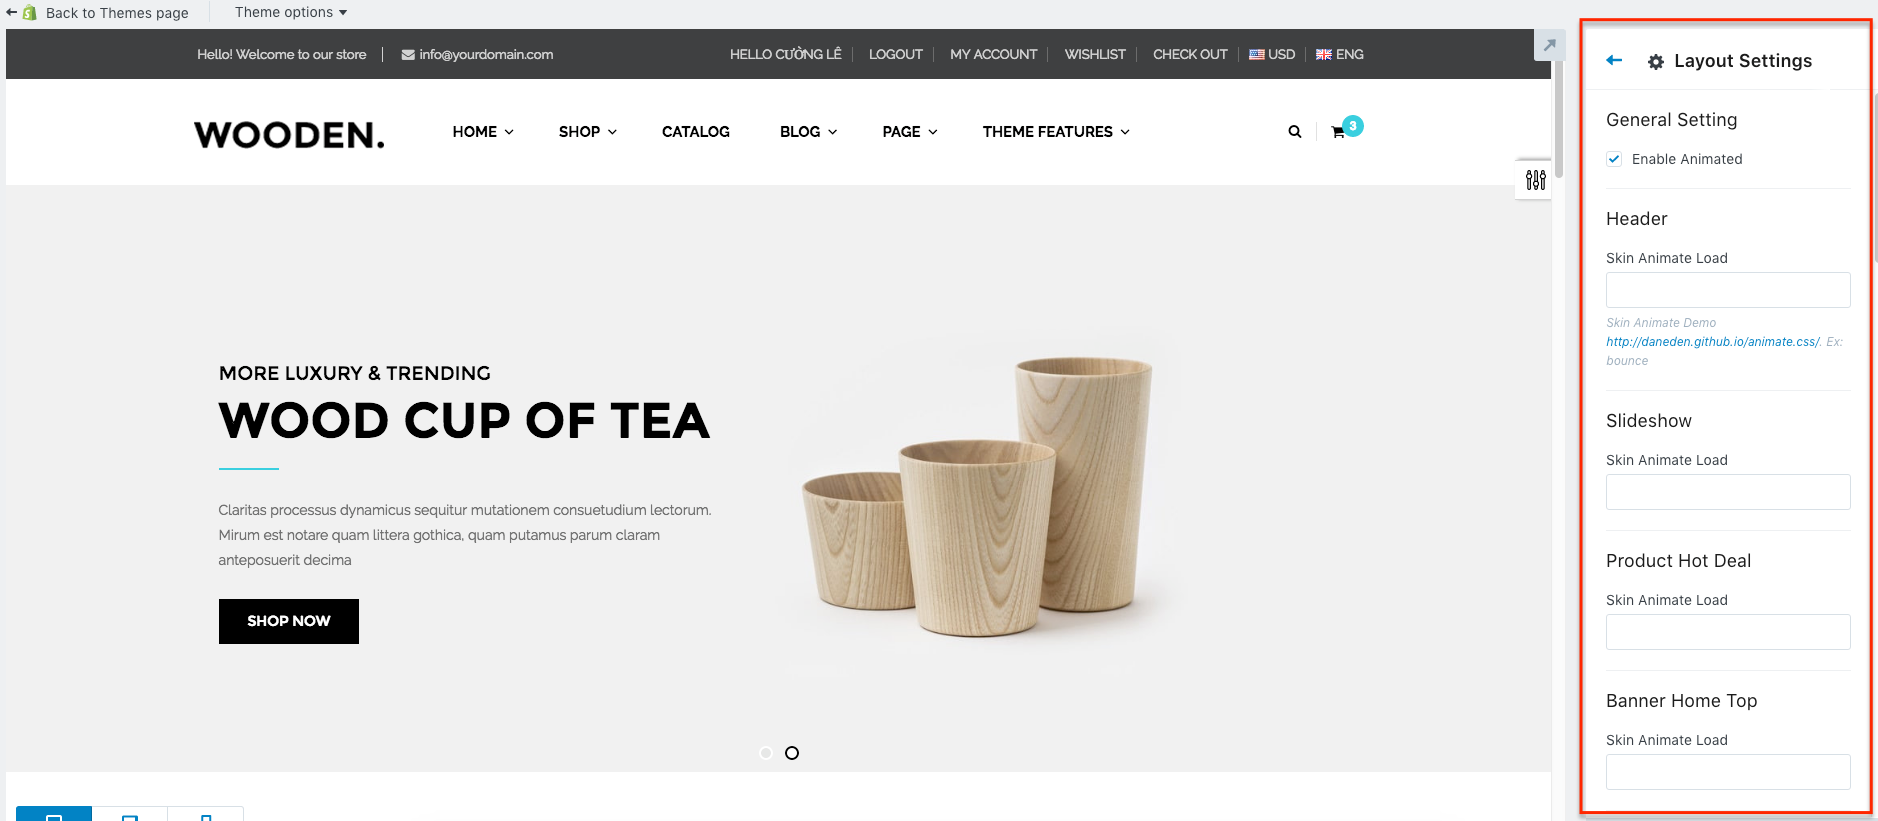 Back to Themes page
Theme options
Hello! Welcome to our store
info@yourdomain.com
HELLO CƯỜNG LÊ
LOGOUT
MY ACCOUNT
WISHLIST
CHECK OUT
USD
ENG
WOODEN.
HOME
SHOP
CATALOG
BLOG
PAGE
THEME FEATURES
3
MORE LUXURY & TRENDING
WOOD CUP OF TEA
Claritas processus dynamicus sequitur mutationem consuetudium lectorum.
Mirum est notare quam littera gothica, quam putamus parum claram
anteposuerit decima
SHOP NOW
Layout Settings
General Setting
Enable Animated
Header
Skin Animate Load
Skin Animate Demo
http://daneden.github.io/animate.css/. Ex:
bounce
Slideshow
Skin Animate Load
Product Hot Deal
Skin Animate Load
Banner Home Top
Skin Animate Load